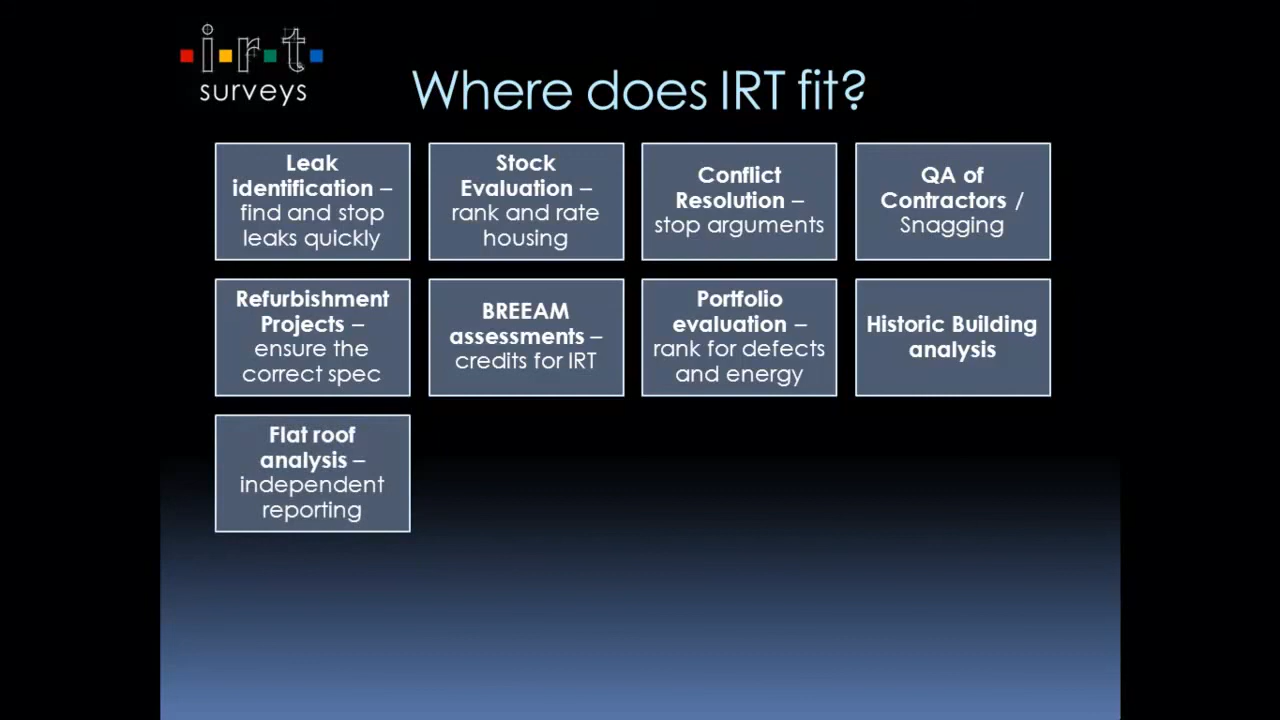 i.r.t
surveys
Where does IRT fit?
Leak
identification –
find and stop
leaks quickly
Stock
Evaluation –
rank and rate
housing
Conflict
Resolution –
stop arguments
QA of
Contractors /
Snagging
Refurbishment
Projects –
ensure the
correct spec
BREEAM
assessments –
credits for IRT
Portfolio
evaluation –
rank for defects
and energy
Historic Building
analysis
Flat roof
analysis –
independent
reporting